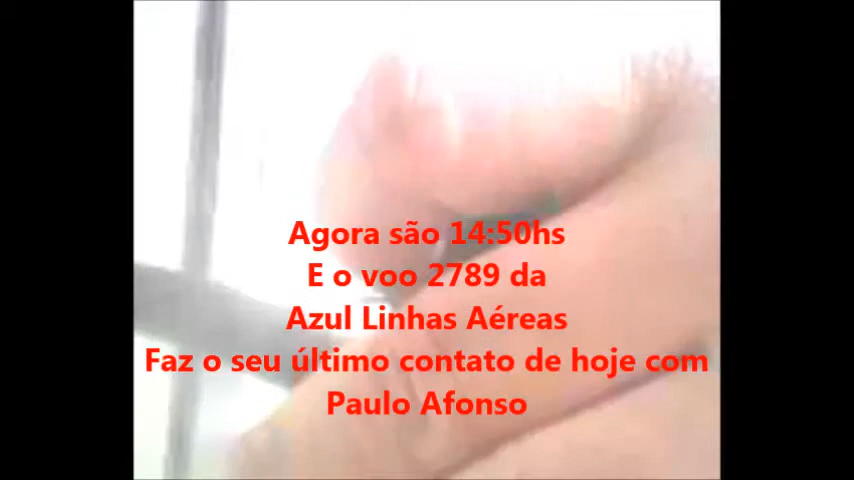 Agora são 14:50hs
E o voo 2789 da
Azul Linhas Aéreas
Faz o seu último contato de hoje com
Paulo Afonso